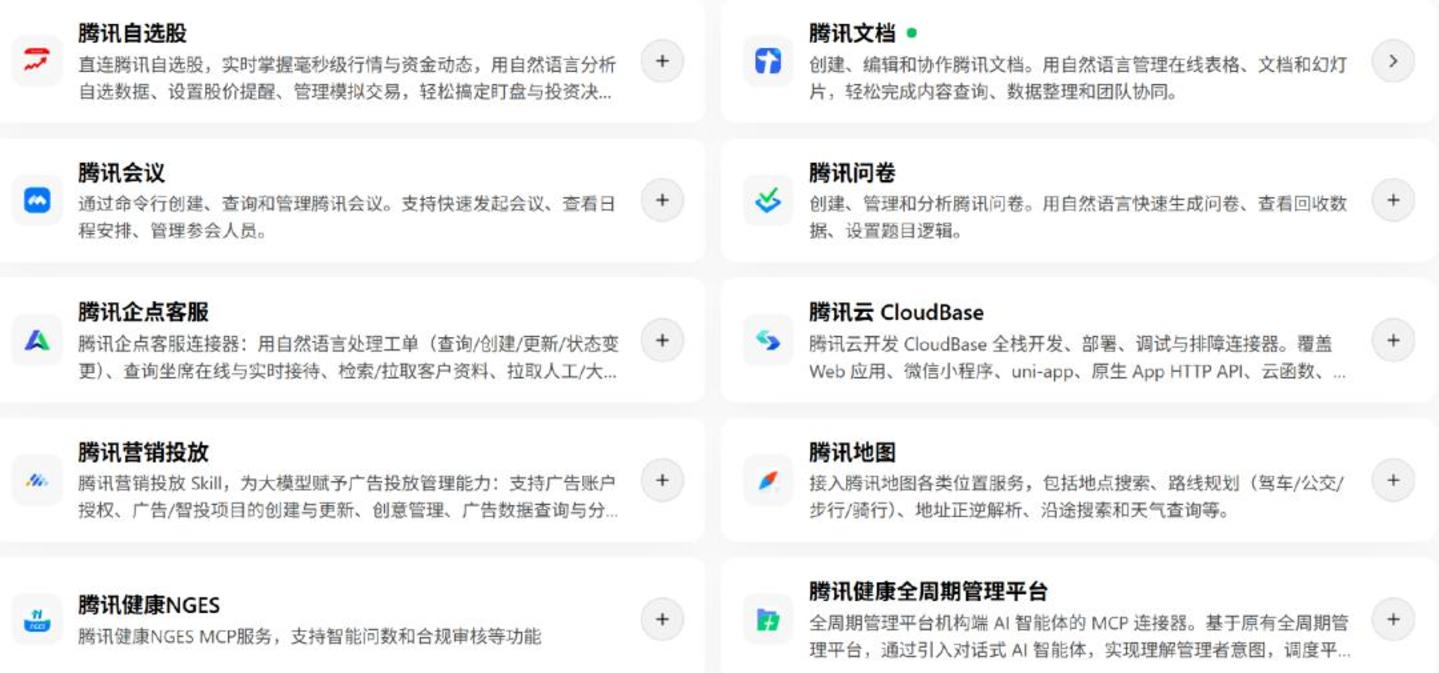 腾讯自选股
直连腾讯自选股，实时掌握毫秒级行情与资金动态，用自然语言分析
自选数据、设置股价提醒、管理模拟交易，轻松搞定盯盘与投资决...
腾讯文档
创建、编辑和协作腾讯文档。用自然语言管理在线表格、文档和幻灯
片，轻松完成内容查询、数据整理和团队协同。
腾讯会议
通过命令行创建、查询和管理腾讯会议。支持快速发起会议、查看日
程安排、管理参会人员。
腾讯问卷
创建、管理和分析腾讯问卷。用自然语言快速生成问卷、查看回收数
据、设置题目逻辑。
腾讯企点客服
腾讯企点客服连接器：用自然语言处理工单（查询/创建/更新/状态变
更）、查询坐席在线与实时接待、检索/拉取客户资料、拉取人工/大...
腾讯云 CloudBase
腾讯云开发 CloudBase 全栈开发、部署、调试与排障连接器。覆盖
Web 应用、微信小程序、uni-app、原生 App HTTP API、云函数、...
腾讯营销投放
腾讯营销投放 Skill，为大模型赋予广告投放管理能力：支持广告账户
授权、广告/智投项目的创建与更新、创意管理、广告数据查询与分...
腾讯地图
接入腾讯地图各类位置服务，包括地点搜索、路线规划（驾车/公交/
步行/骑行）、地址正逆解析、沿途搜索和天气查询等。
NGES
腾讯健康NGES
腾讯健康NGES MCP服务，支持智能问数和合规审核等功能
腾讯健康全周期管理平台
全周期管理平台机构端 AI 智能体的 MCP 连接器。基于原有全周期管
理平台，通过引入对话式 AI 智能体，实现理解管理者意图，调度平...